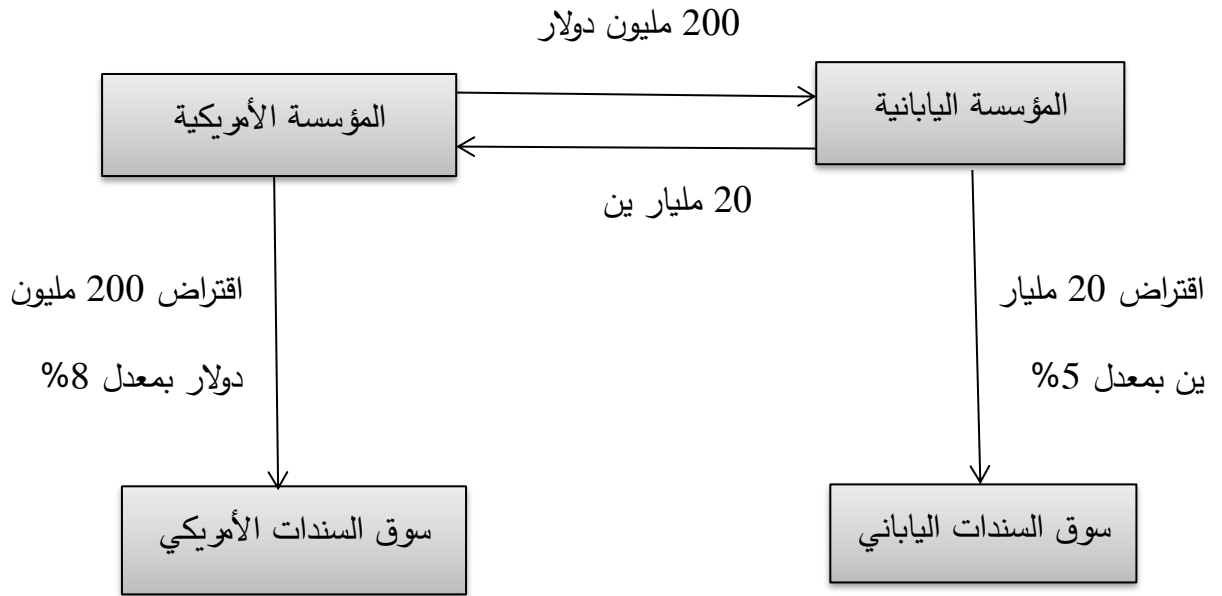 200 مليون دولار
المؤسسة اليابانية
المؤسسة الأمريكية
20 مليار ين
اقتراض 20 مليار
ين بمعدل 5%
اقتراض 200 مليون
دولار بمعدل 8%
سوق السندات الياباني
سوق السندات الأمريكي